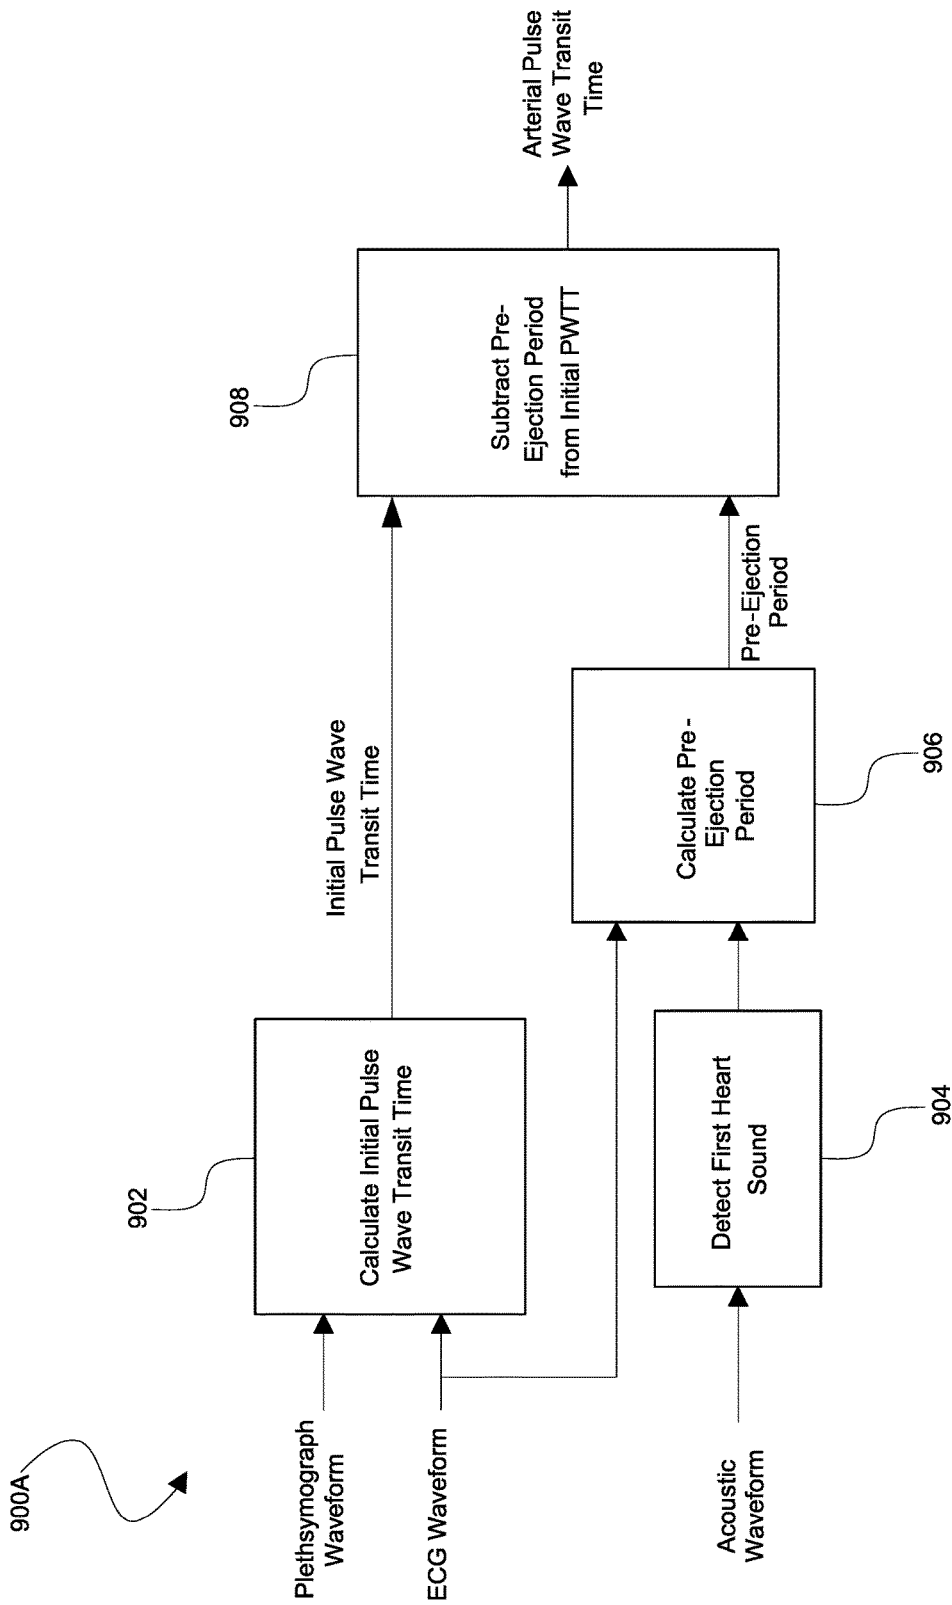 900A
902
908
Plethsymograph
Waveform
ECG Waveform
Calculate Initial Pulse
Wave Transit Time
Initial Pulse Wave
Transit Time
Subtract Pre-
Ejection Period
from Initial PWTT
Arterial Pulse
Wave Transit
Time
Acoustic
Waveform
Detect First Heart
Sound
904
Calculate Pre -
Ejection
Period
906
Pre-Ejection
Period